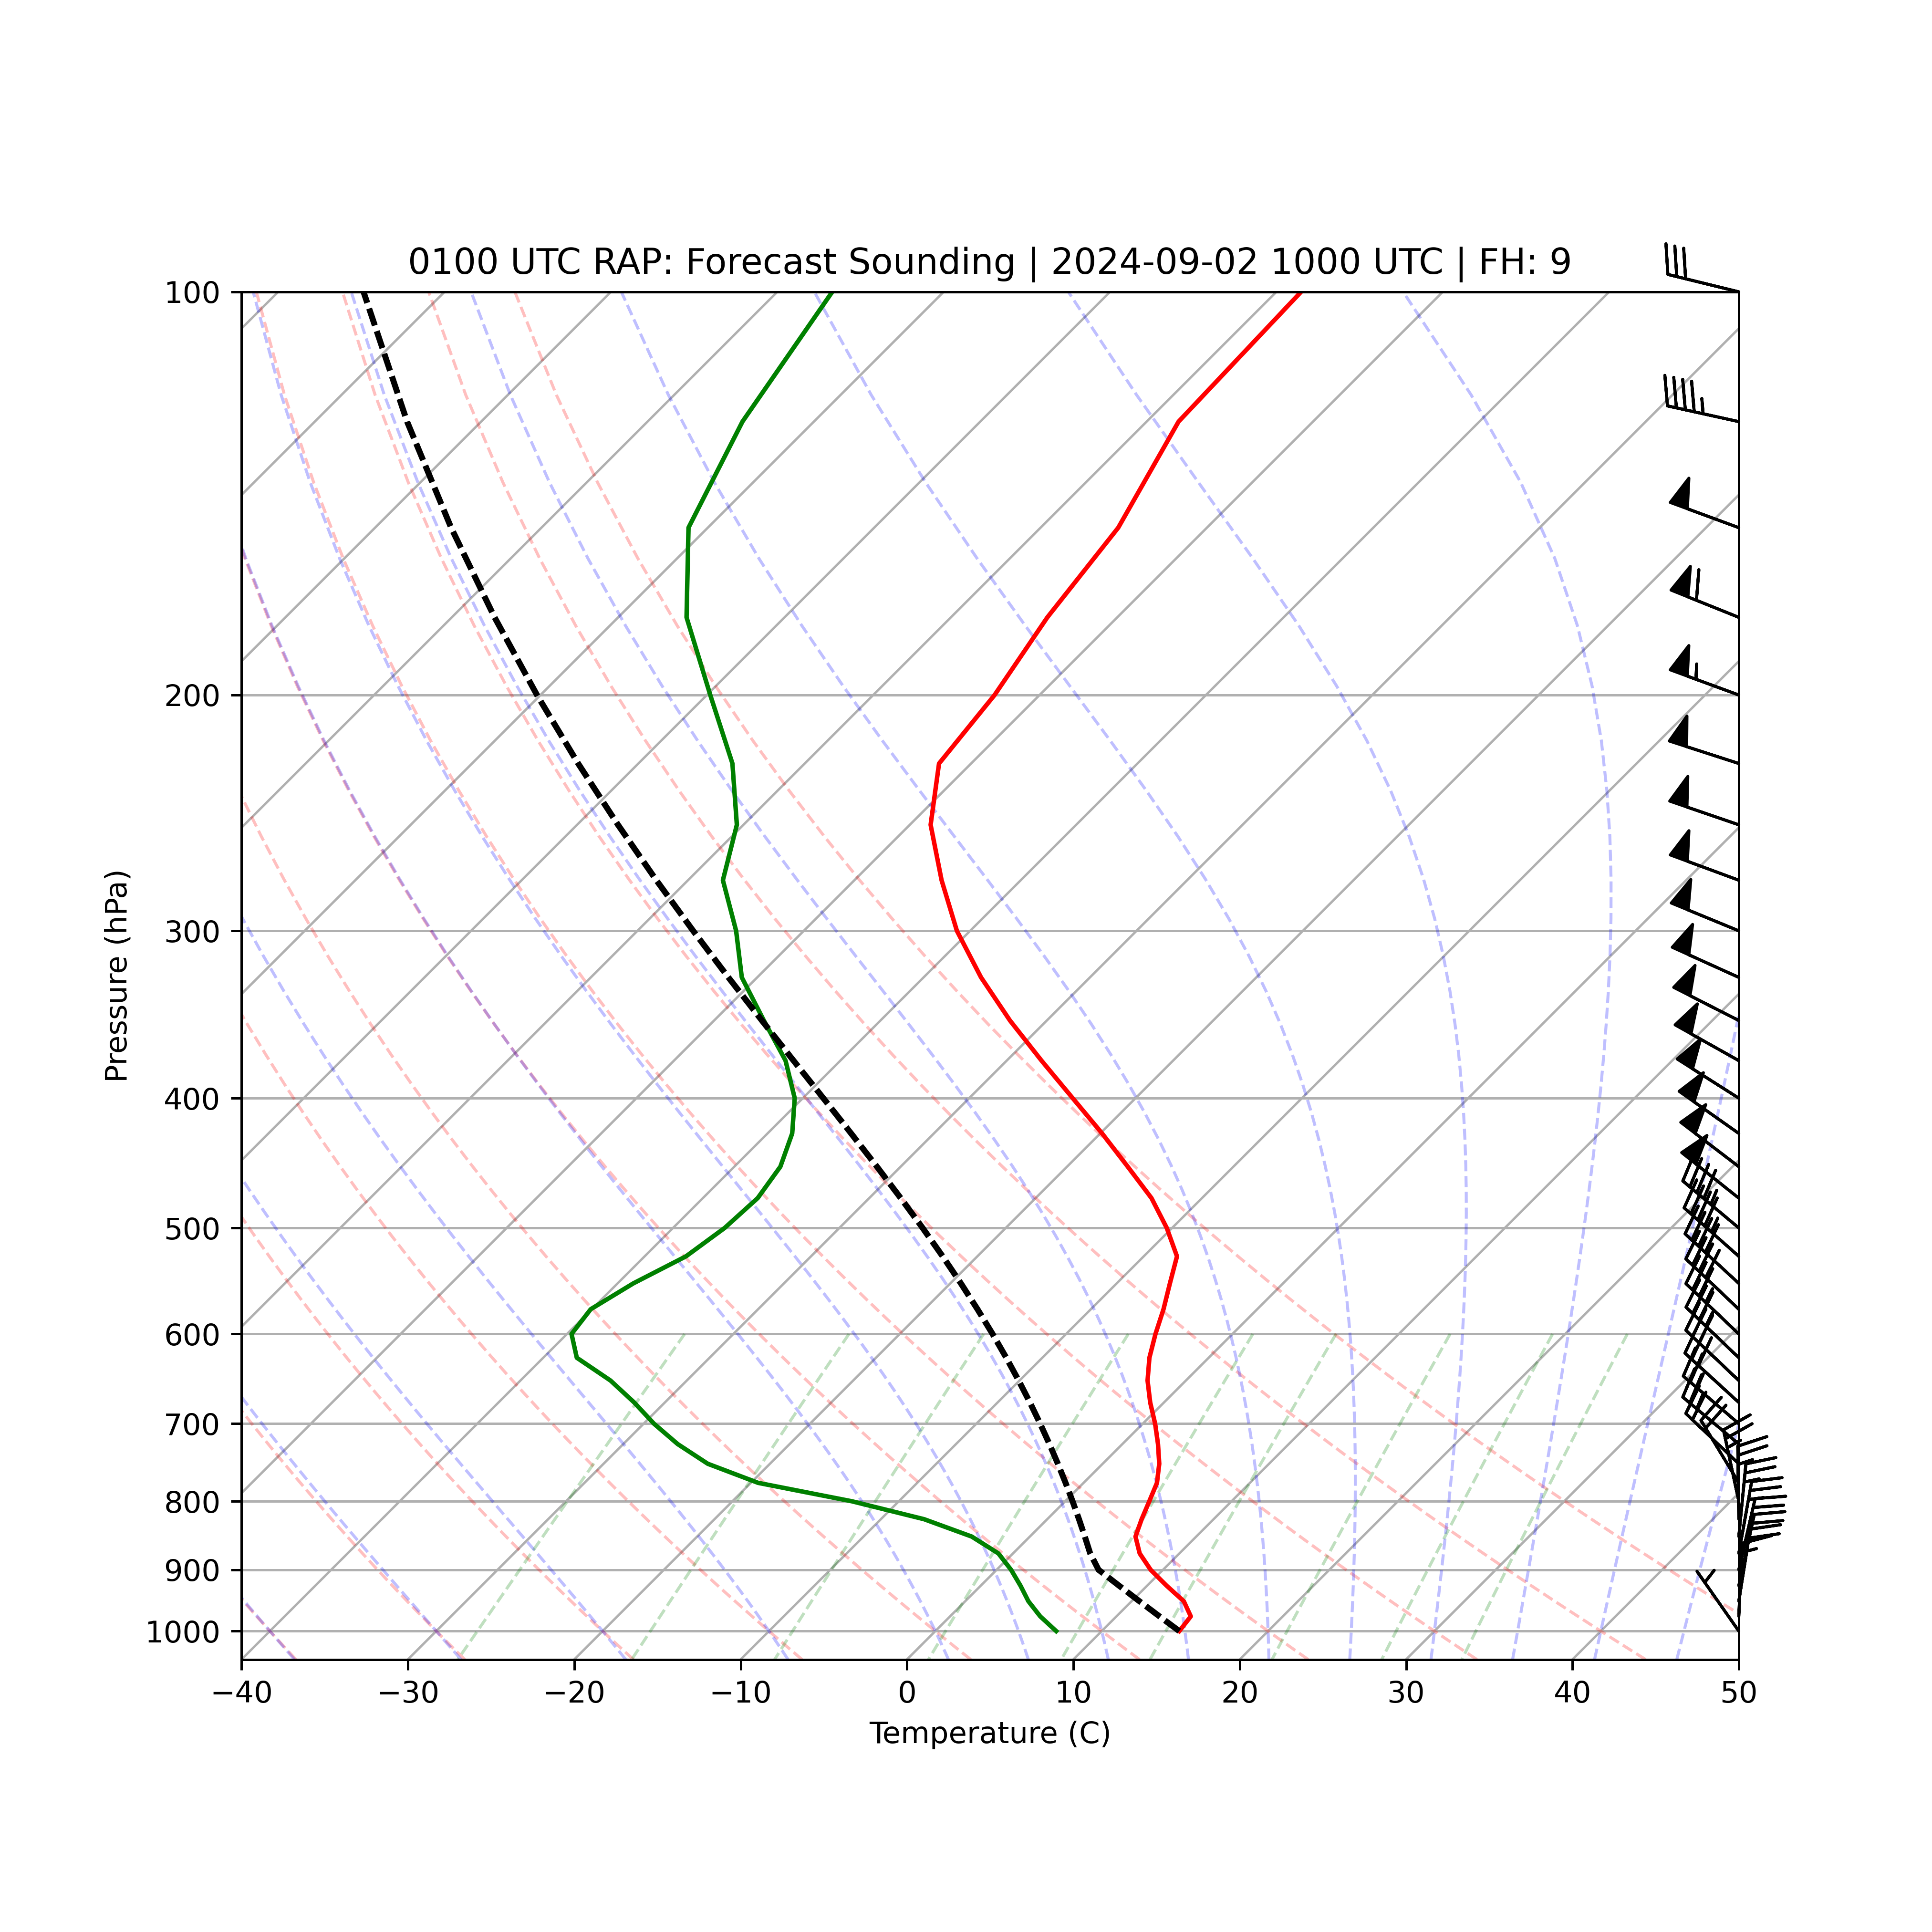 0100 UTC RAP: Forecast Sounding | 2024-09-02 1000 UTC | FH: 9
100
200
300
400
500
600
700
800
900
1000
Pressure (hPa)
−40 −30 −20 −10 0 10 20 30 40 50
Temperature (C)